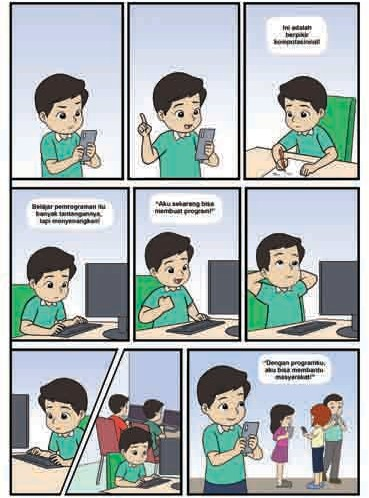 Ini adalah
berpikir
komputasional!
Belajar pemrograman itu
banyak tantangannya,
tapi menyenangkan!
"Aku sekarang bisa
membuat program!"
"Dengan programku,
aku bisa membantu
masyarakat!"